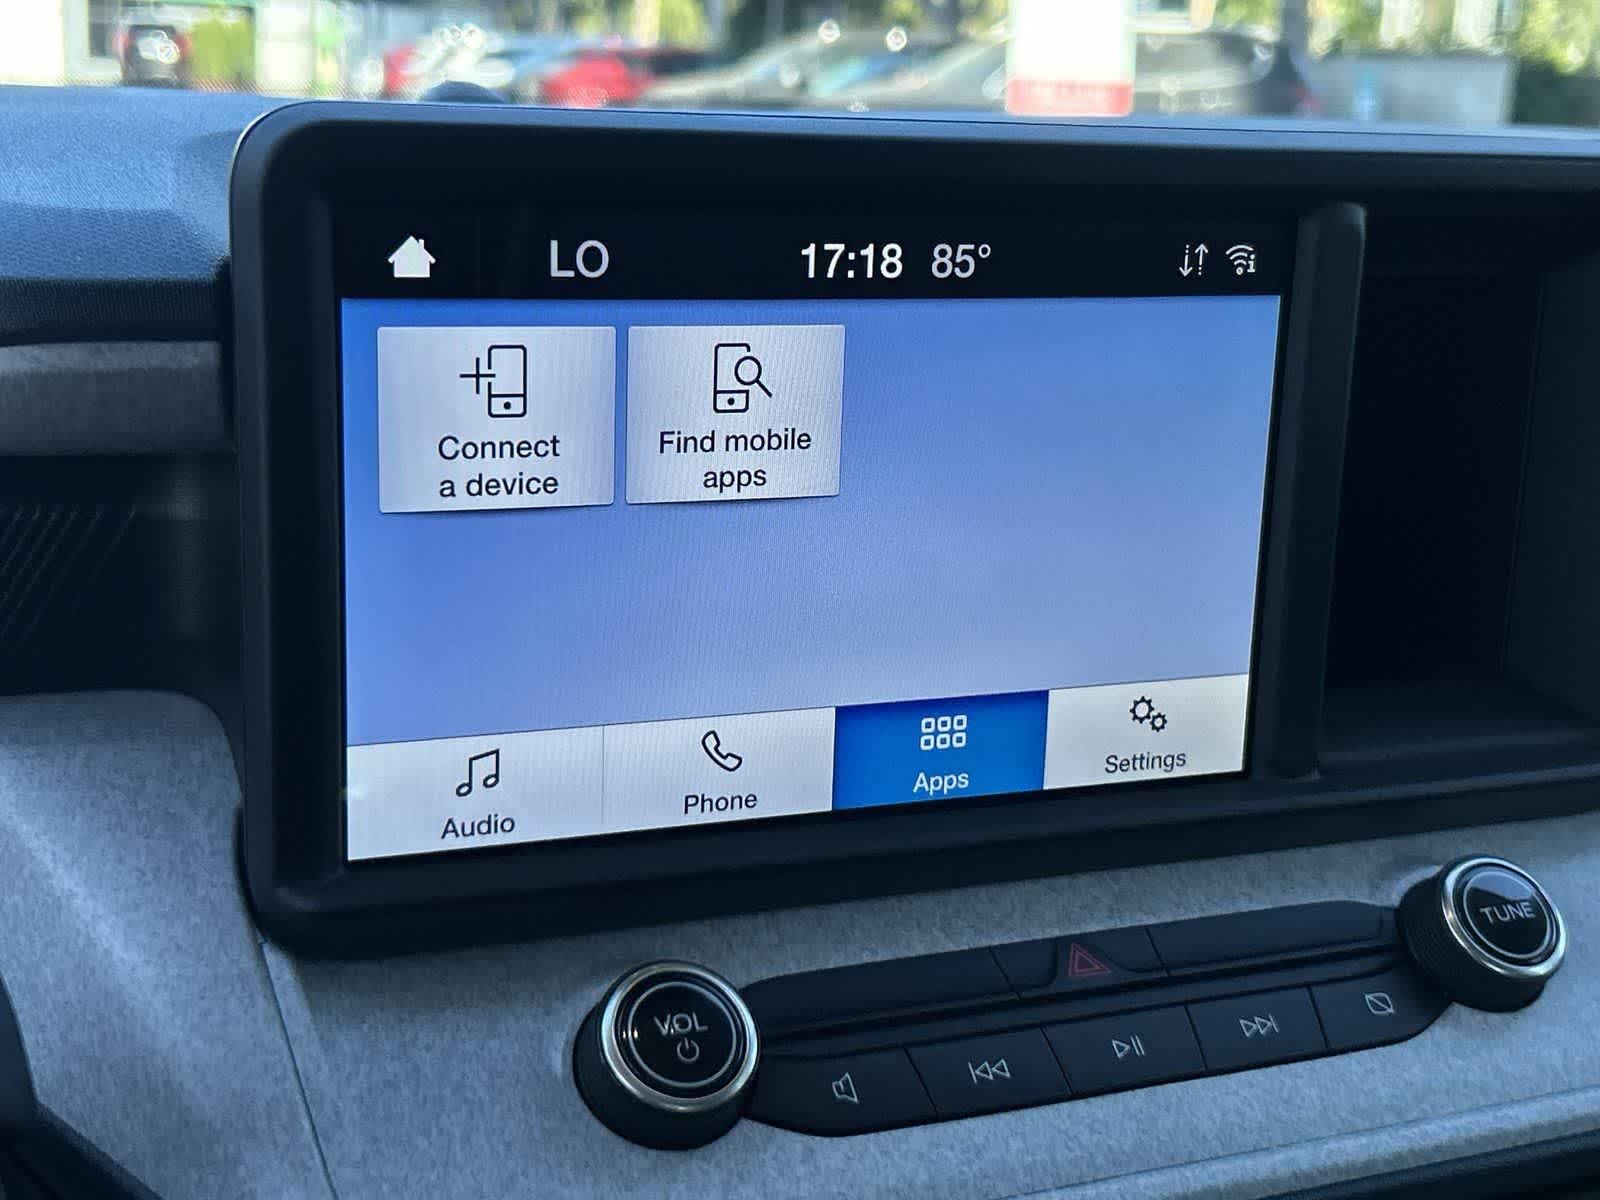 LO 17:18 85°
Connect
a device
Find mobile
apps
Audio
Phone
Apps
Settings
VOL
TUNE